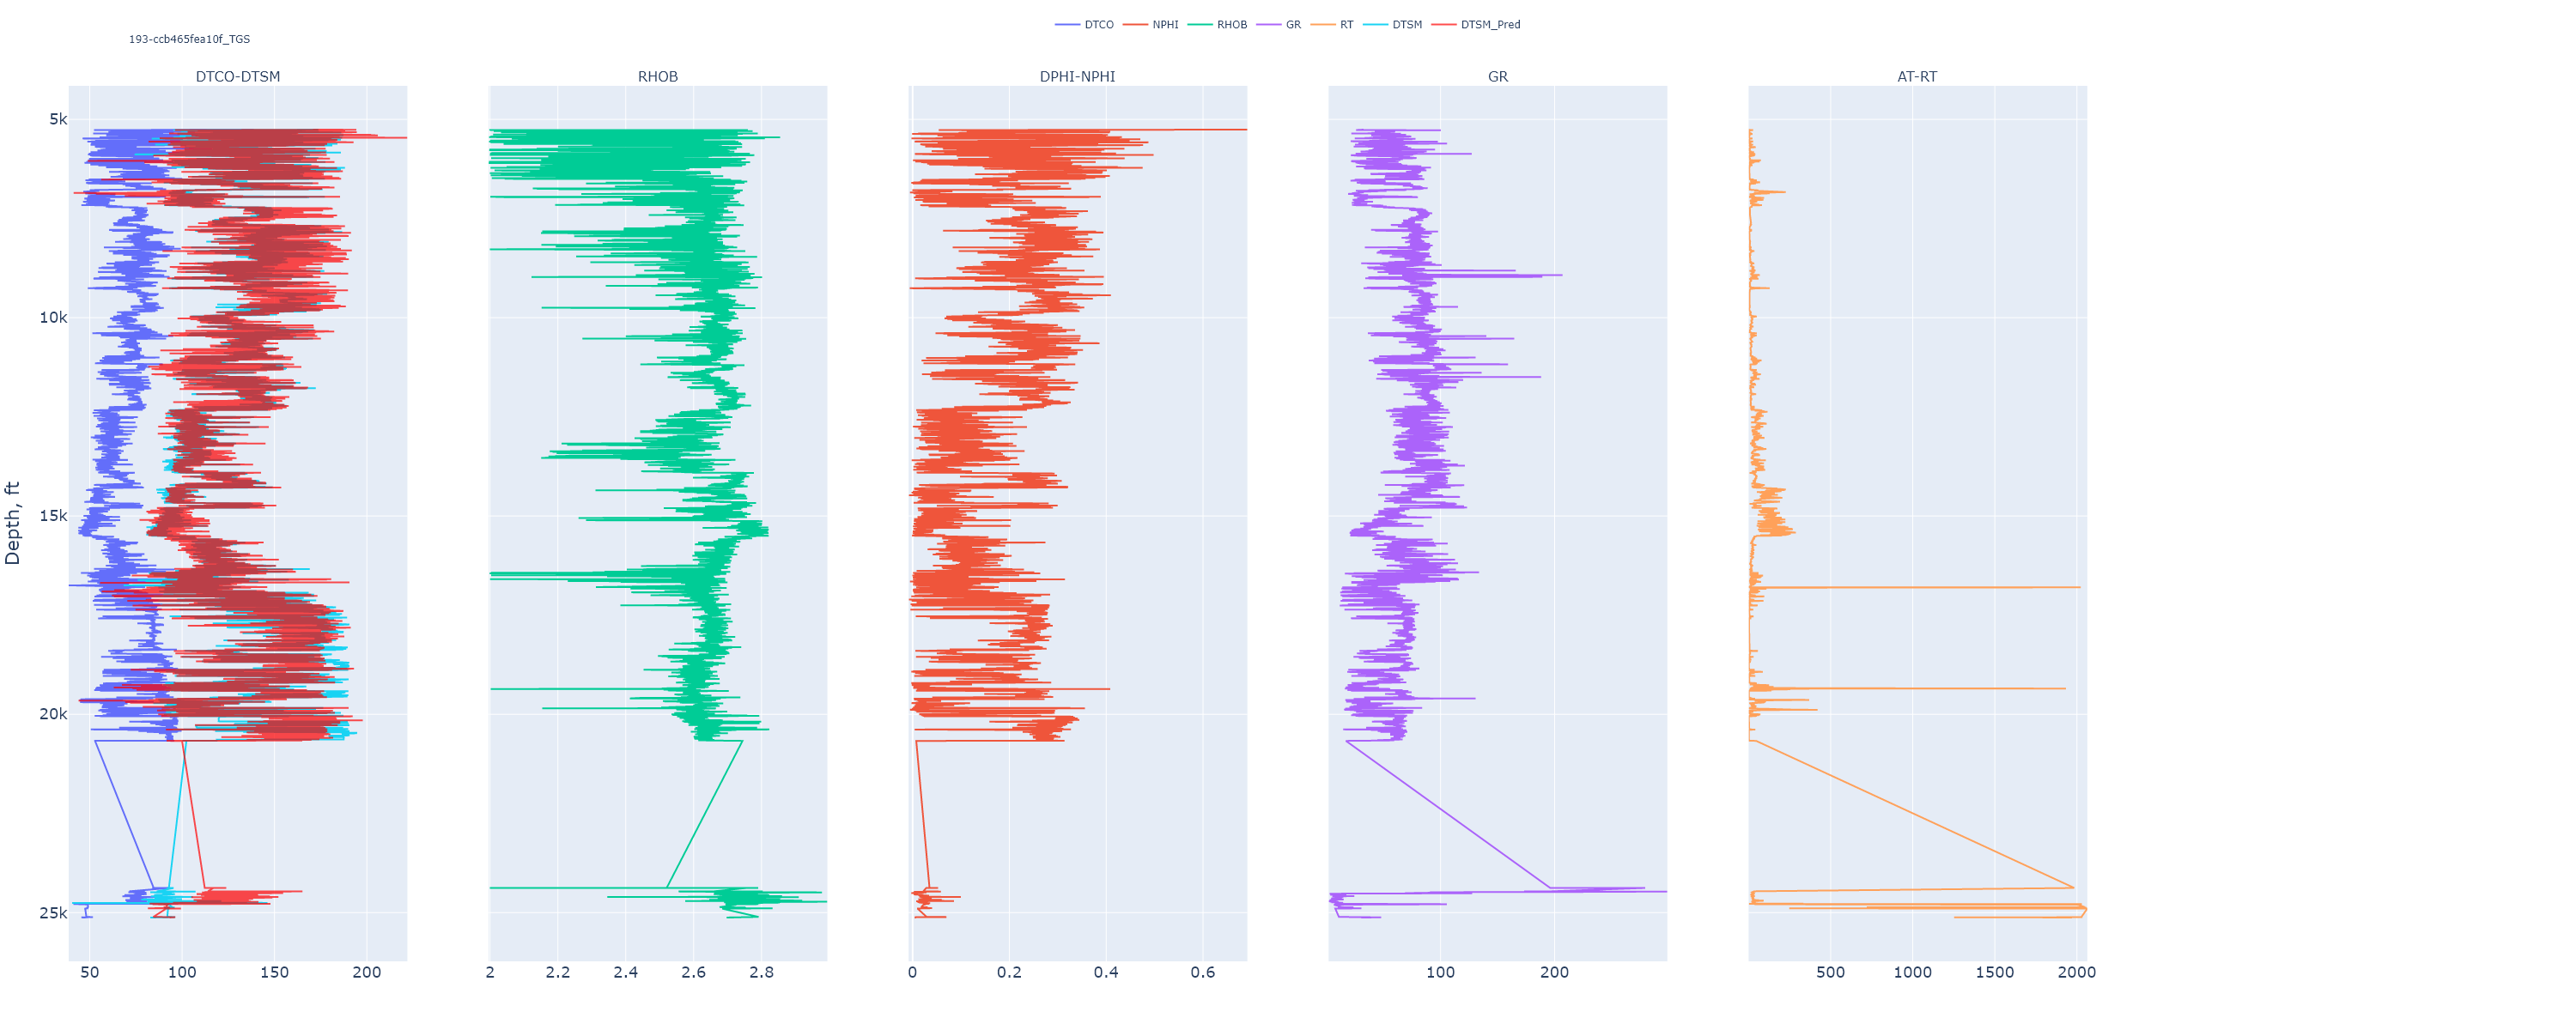 DTCO NPHI RHOB GR RT DTSM DTSM_Pred
193-ccb465fea10f_TGS
DTCO-DTSM RHOB DPHI-NPHI GR AT-RT
5k
10k
15k
20k
25k
Depth, ft
50 100 150 200 2 2.2 2.4 2.6 2.8 0 0.2 0.4 0.6 100 200 500 1000 1500 2000